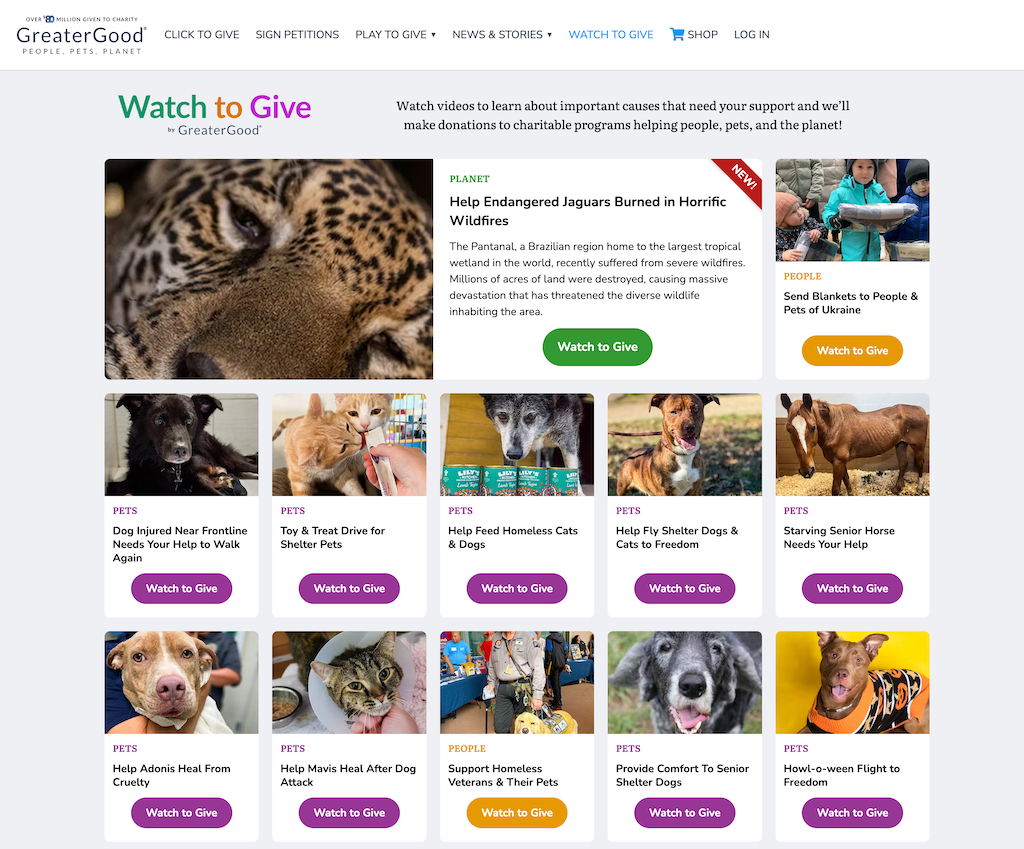 OVER $80 MILLION GIVEN TO CHARITY
GreaterGood®
PEOPLE, PETS, PLANET
CLICK TO GIVE
SIGN PETITIONS
PLAY TO GIVE ▼
NEWS & STORIES ▼
WATCH TO GIVE
SHOP
LOG IN
Watch to Give
by GreaterGood®
Watch videos to learn about important causes that need your support and we'll
make donations to charitable programs helping people, pets, and the planet!
PLANET
NEW!
Help Endangered Jaguars Burned in Horrific
Wildfires
The Pantanal, a Brazilian region home to the largest tropical
wetland in the world, recently suffered from severe wildfires.
Millions of acres of land were destroyed, causing massive
devastation that has threatened the diverse wildlife
inhabiting the area.
Watch to Give
PEOPLE
Send Blankets to People &
Pets of Ukraine
Watch to Give
PETS
Dog Injured Near Frontline
Needs Your Help to Walk
Again
Watch to Give
PETS
Toy & Treat Drive for
Shelter Pets
Watch to Give
LILY'S
LILY'S
LILY'S
PETS
Help Feed Homeless Cats
& Dogs
Watch to Give
PETS
Help Fly Shelter Dogs &
Cats to Freedom
Watch to Give
PETS
Starving Senior Horse
Needs Your Help
Watch to Give
PETS
Help Adonis Heal From
Cruelty
Watch to Give
PETS
Help Mavis Heal After Dog
Attack
Watch to Give
PEOPLE
Support Homeless
Veterans & Their Pets
Watch to Give
PETS
Provide Comfort To Senior
Shelter Dogs
Watch to Give
PETS
Howl-o-ween Flight to
Freedom
Watch to Give